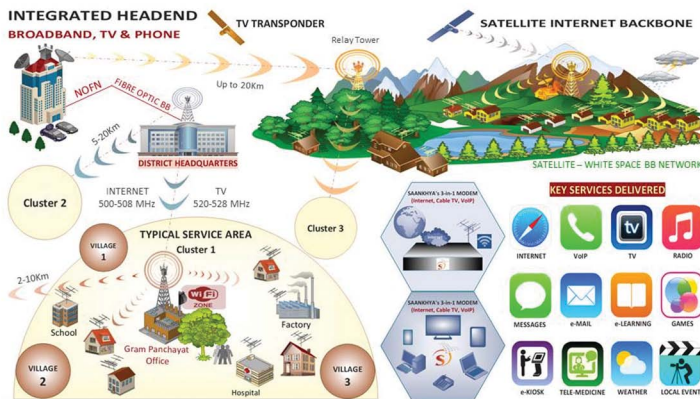 INTEGRATED HEADEND
BROADBAND, TV & PHONE
TV TRANSPONDER
SATELLITE INTERNET BACKBONE
Relay Tower
NOFN
FIBRE OPTIC BB
Up to 20Km
5-20Km
DISTRICT HEADQUARTERS
SATELLITE – WHITE SPACE BB NETWORK
Cluster 2
INTERNET
500-508 MHz
TV
520-528 MHz
Cluster 3
TYPICAL SERVICE AREA
Cluster 1
VILLAGE
1
2-10Km
WiFi
ZONE
School
Gram Panchayat
Office
Factory
Hospital
VILLAGE
2
VILLAGE
3
SAANKHYA's 3-in-1 MODEM
(Internet, Cable TV, VoIP)
S
SAANKHYA's 3-in-1 MODEM
(Internet, Cable TV, VoIP)
S
KEY SERVICES DELIVERED
tv
INTERNET
VoIP
TV
RADIO
MESSAGES
e-MAIL
e-LEARNING
GAMES
e-KIOSK
TELE-MEDICINE
WEATHER
LOCAL EVENT